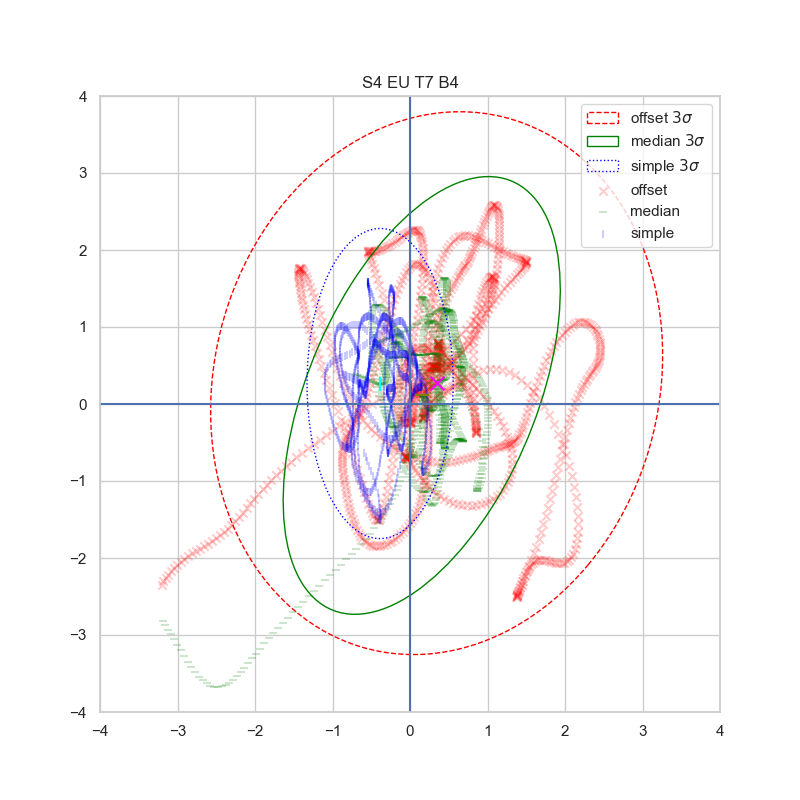 S4 EU T7 B4
offset 3σ
median 3σ
simple 3σ
offset
median
simple
4
3
2
1
0
−1
−2
−3
−4
−4 −3 −2 −1 0 1 2 3 4